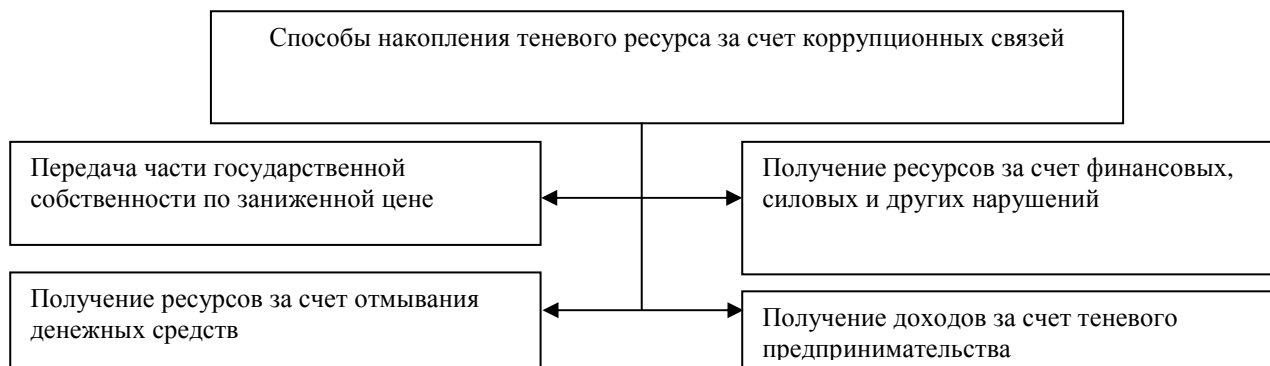 Способы накопления теневого ресурса за счет коррупционных связей
Передача части государственной
собственности по заниженной цене
Получение ресурсов за счет финансовых,
силовых и других нарушений
Получение ресурсов за счет отмывания
денежных средств
Получение доходов за счет теневого
предпринимательства